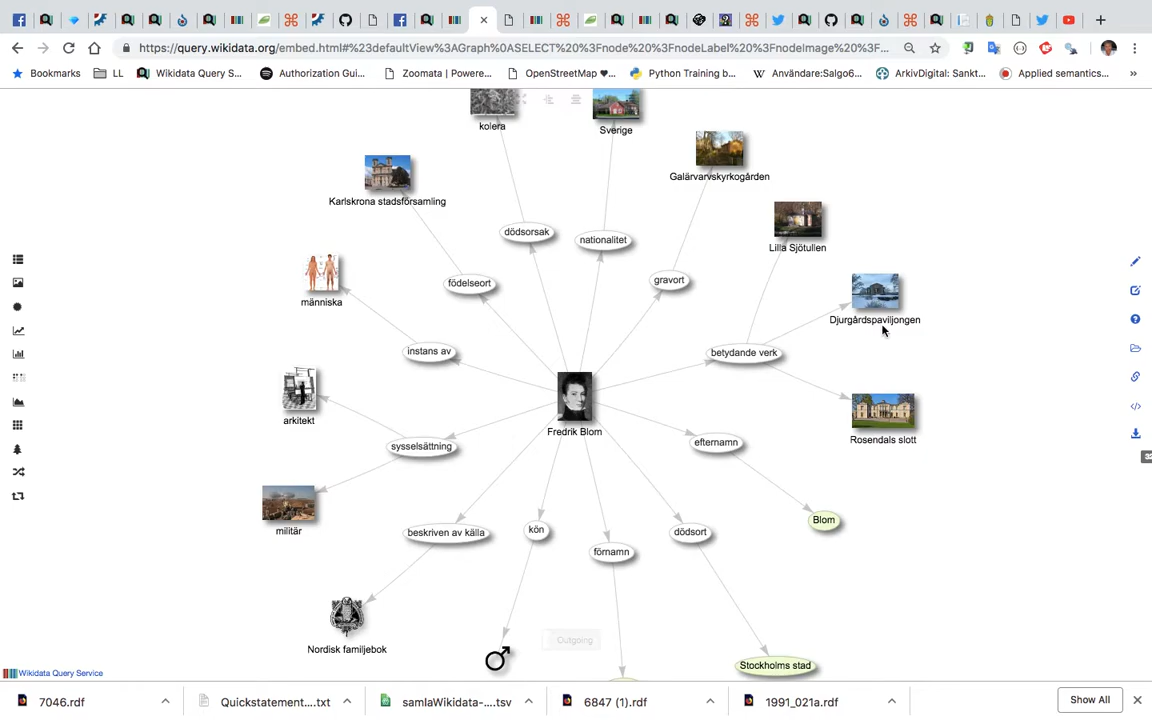 https://query.wikidata.org/embed.html#%23defaultView%3AGraph%0ASELECT%20%3Fnode%20%3FnodeLabel%20%3FnodeImage%20%3F...
Bookmarks LL Wikidata Query S... Authorization Gui... Zoomata | Powere... OpenStreetMap ♥... Python Training b... Användare:Salgo6... ArkivDigital: Sankt... Applied semantics... »
kolera
Sverige
Galärvarvskyrkogården
Karlskrona stadsförsamling
dödsorsak
nationalitet
Lilla Sjötullen
födelseort
gravort
människa
Djurgårdspaviljongen
instans av
betydande verk
arkitekt
Fredrik Blom
Rosendals slott
sysselsättning
efternamn
militär
beskriven av källa
kön
förnamn
dödsort
Blom
Nordisk familjebok
Outgoing
Stockholms stad
Wikidata Query Service
7046.rdf
Quickstatement....txt
samlaWikidata-....tsv
6847 (1).rdf
1991_021a.rdf
Show All